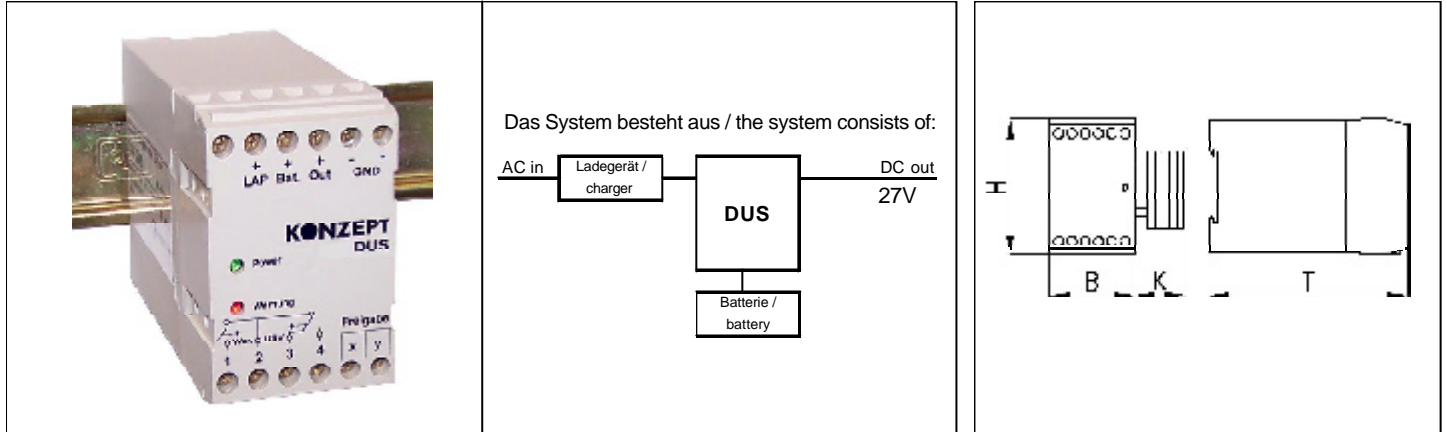 + + + - -
LAP Bat. Out GND
KONZEPT
DUS
Power
Warnung
Freigabe
1 2 3 4 x y
Das System besteht aus / the system consists of:
AC in
Ladegerät /
charger
DUS
DC out
27V
Batterie /
battery
H
B K T